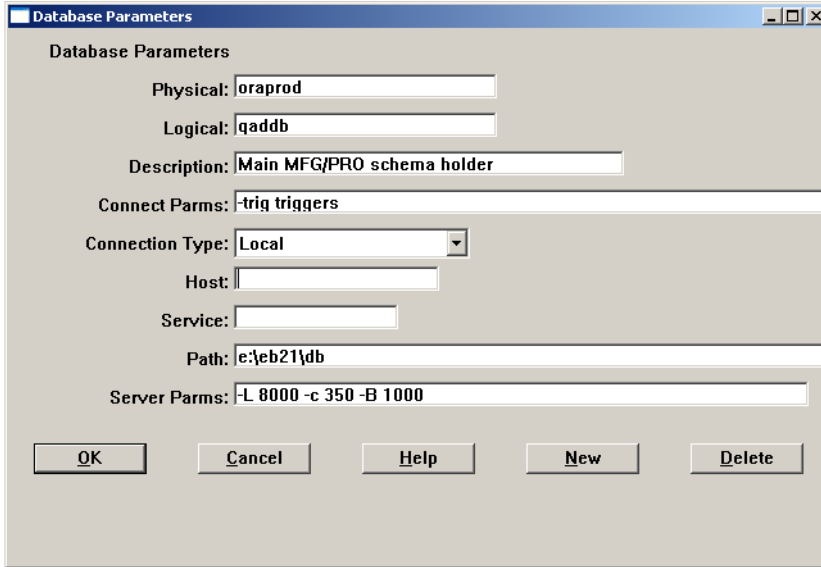 Database Parameters
Database Parameters
Physical: oraprod
Logical: qaddb
Description: Main MFG/PRO schema holder
Connect Parms: -trig triggers
Connection Type: Local
Host:
Service:
Path: e:\eb21\db
Server Parms: -L 8000 -c 350 -B 1000
OK Cancel Help New Delete